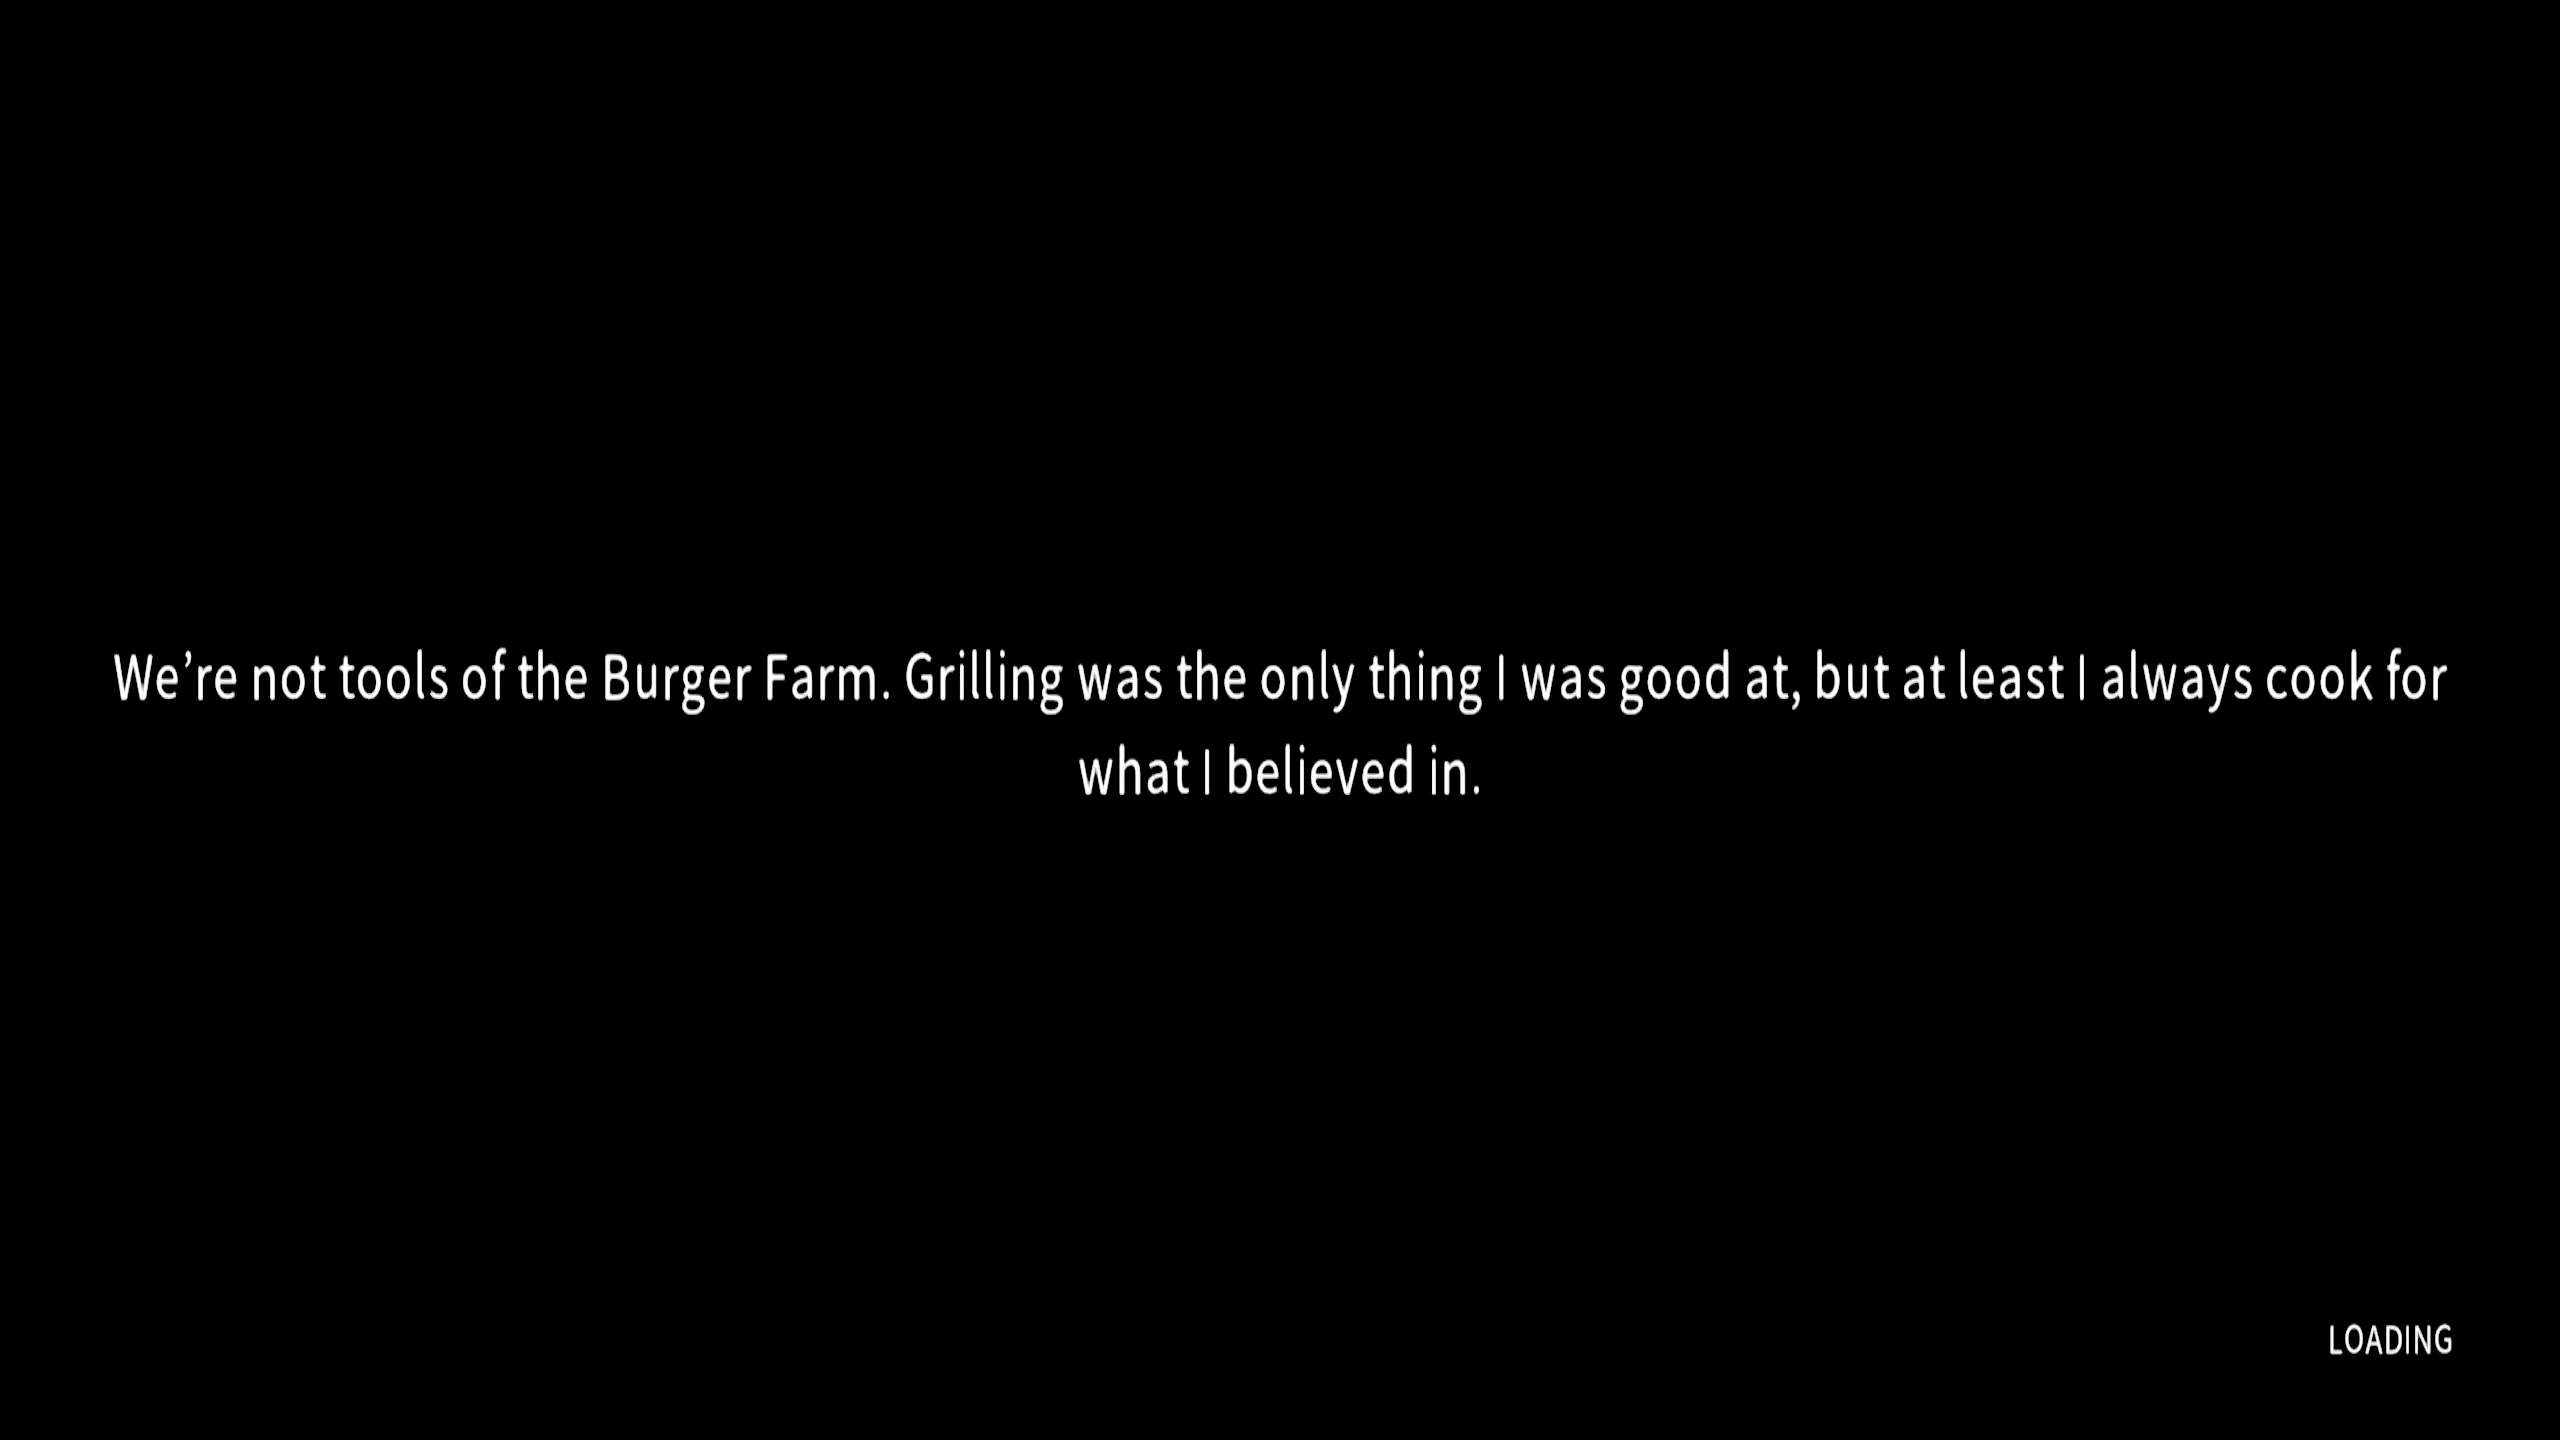 We’re not tools of the Burger Farm. Grilling was the only thing I was good at, but at least I always cook for
what I believed in.
LOADING